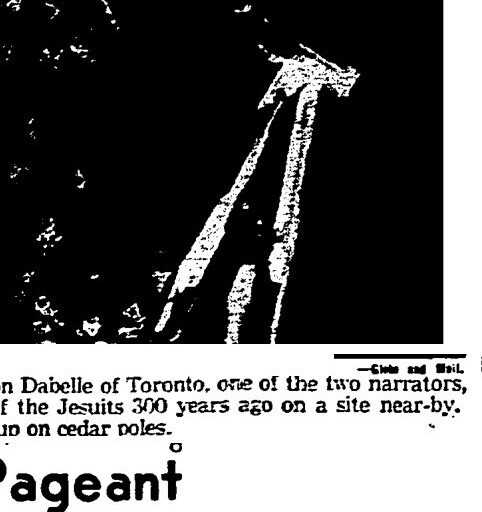 —Globe and Mail.
n Dabelle of Toronto, one of the two narrators,
f the Jesuits 300 years ago on a site near-by.
up on cedar poles.
Pageant